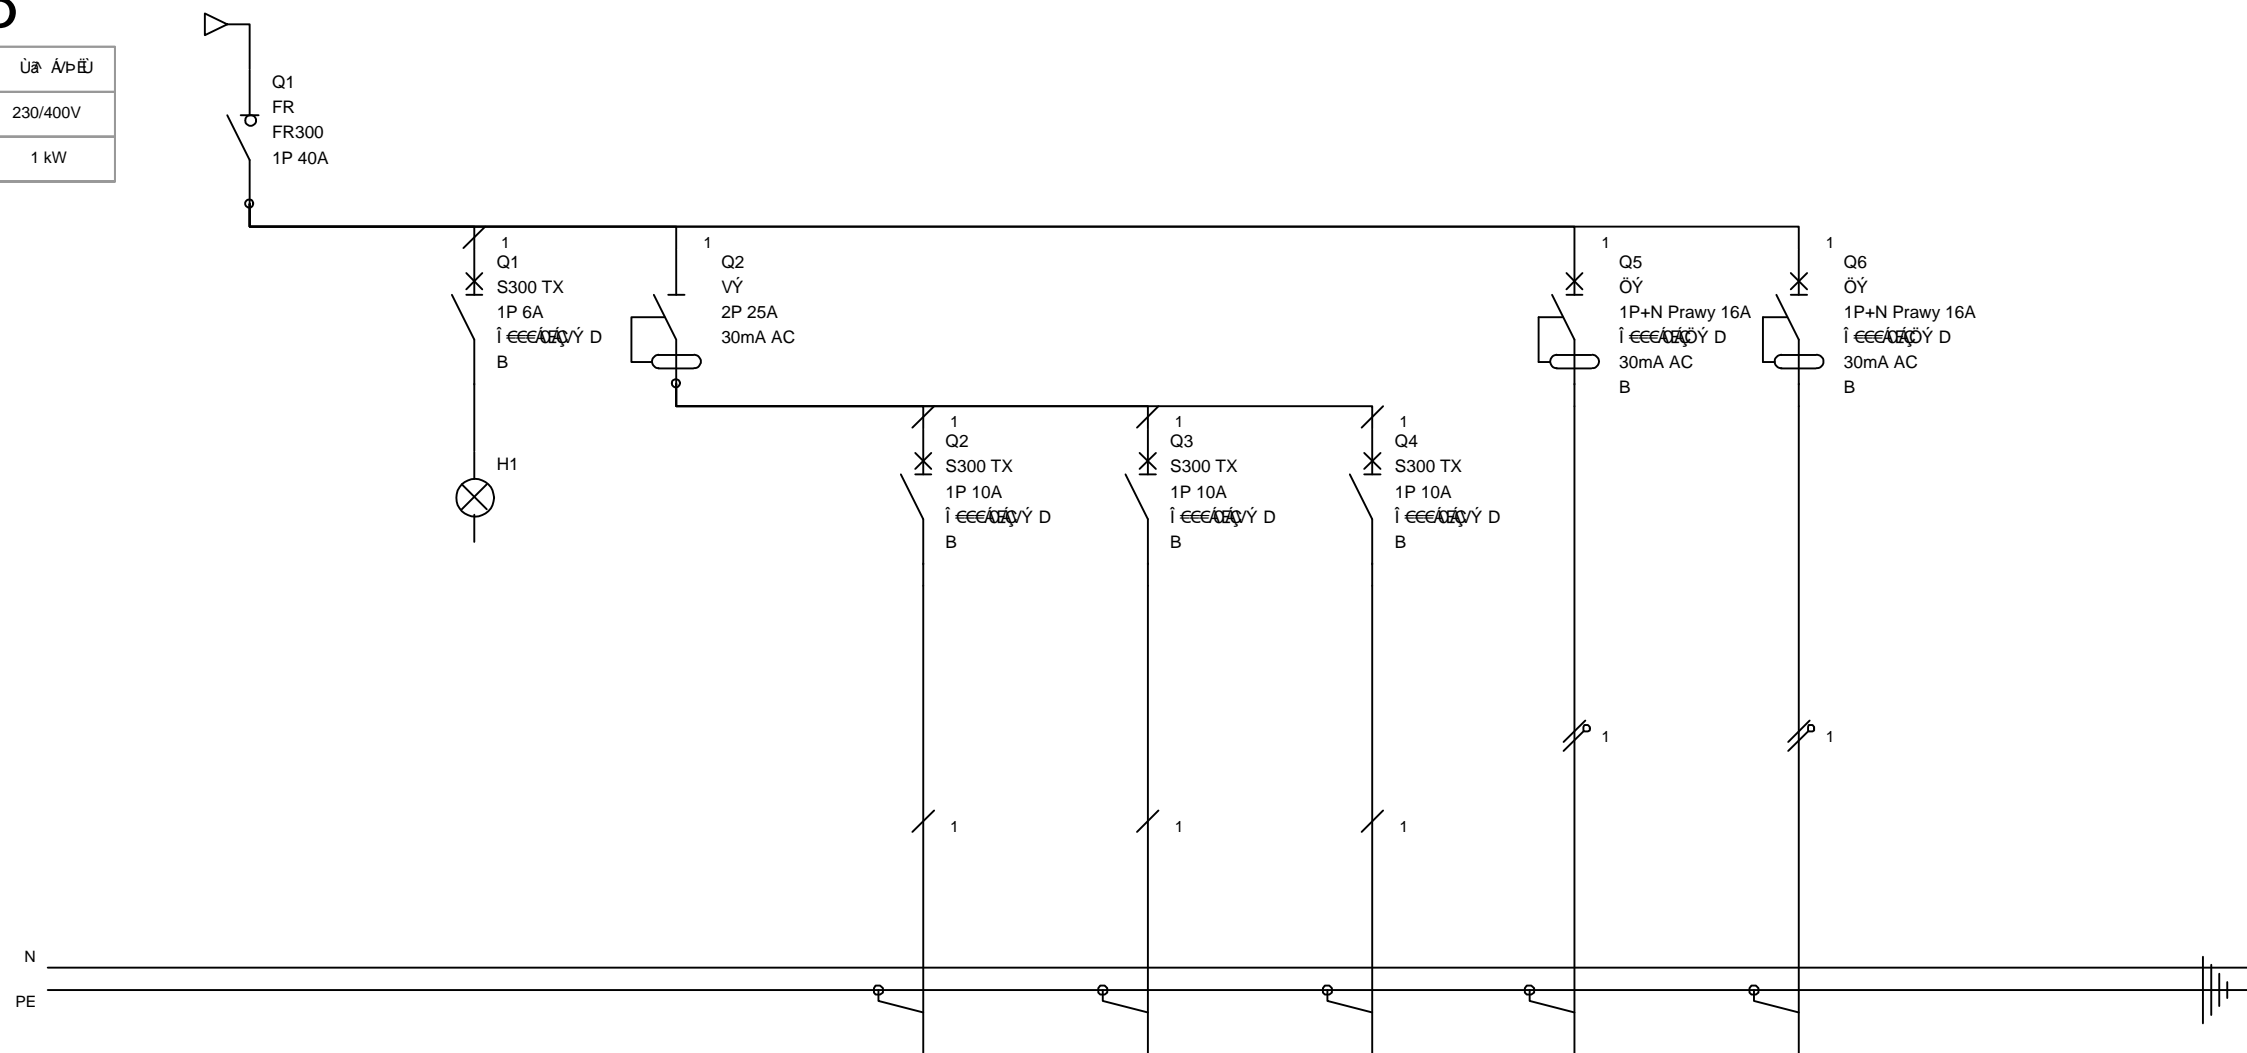 230/400V
1 kW
Q1
FR
FR300
1P 40A
1
Q1
S300 TX
1P 6A
B
H1
1
Q2
VÝ
2P 25A
30mA AC
1
Q2
S300 TX
1P 10A
B
1
Q3
S300 TX
1P 10A
B
1
Q4
S300 TX
1P 10A
B
1
Q5
ÖÝ
1P+N Prawy 16A
30mA AC
B
1
Q6
ÖÝ
1P+N Prawy 16A
30mA AC
B
1
1
1
1
1
N
PE